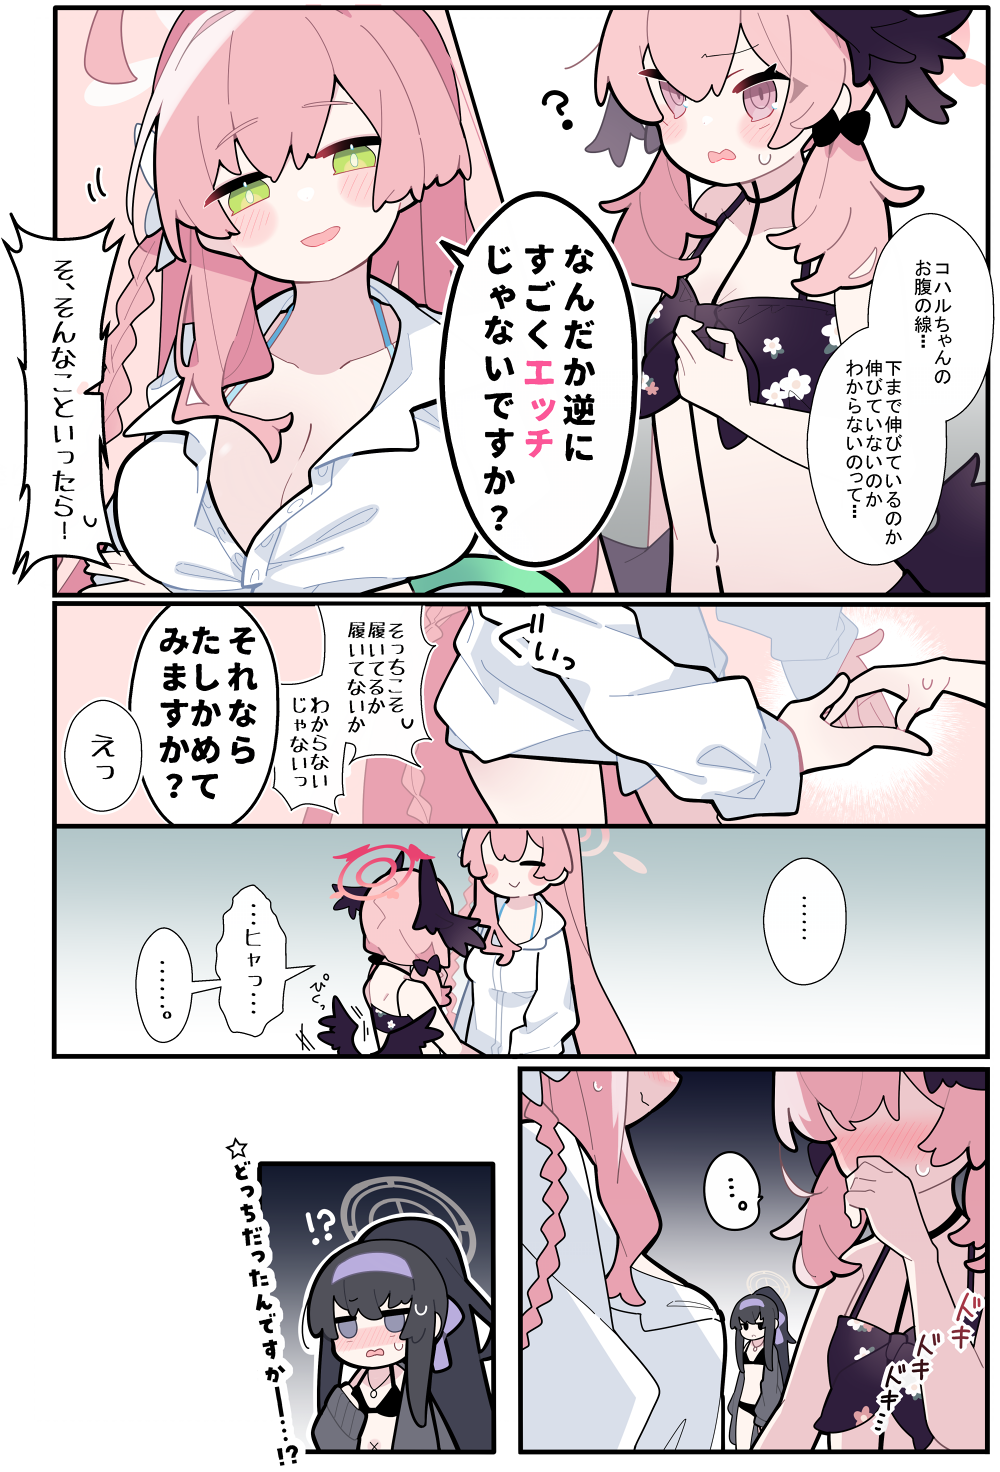 コハルちゃんの
お腹の線…
下まで伸びているのか
伸びていないのか
わからないのって…
?
なんだか逆に
すごくエッチ
じゃないですか？
そ、そんなこといったら！
ぐいっ
そっちこそ
履いてるか
履いてないか
わからない
じゃないっ
それなら
たしかめて
みますか？
えっ
……
ぴくっ
…ヒャっ…
……。
…。
ドキ
ドキ
ドキ…
!?
☆どっちだったんですかー…!?